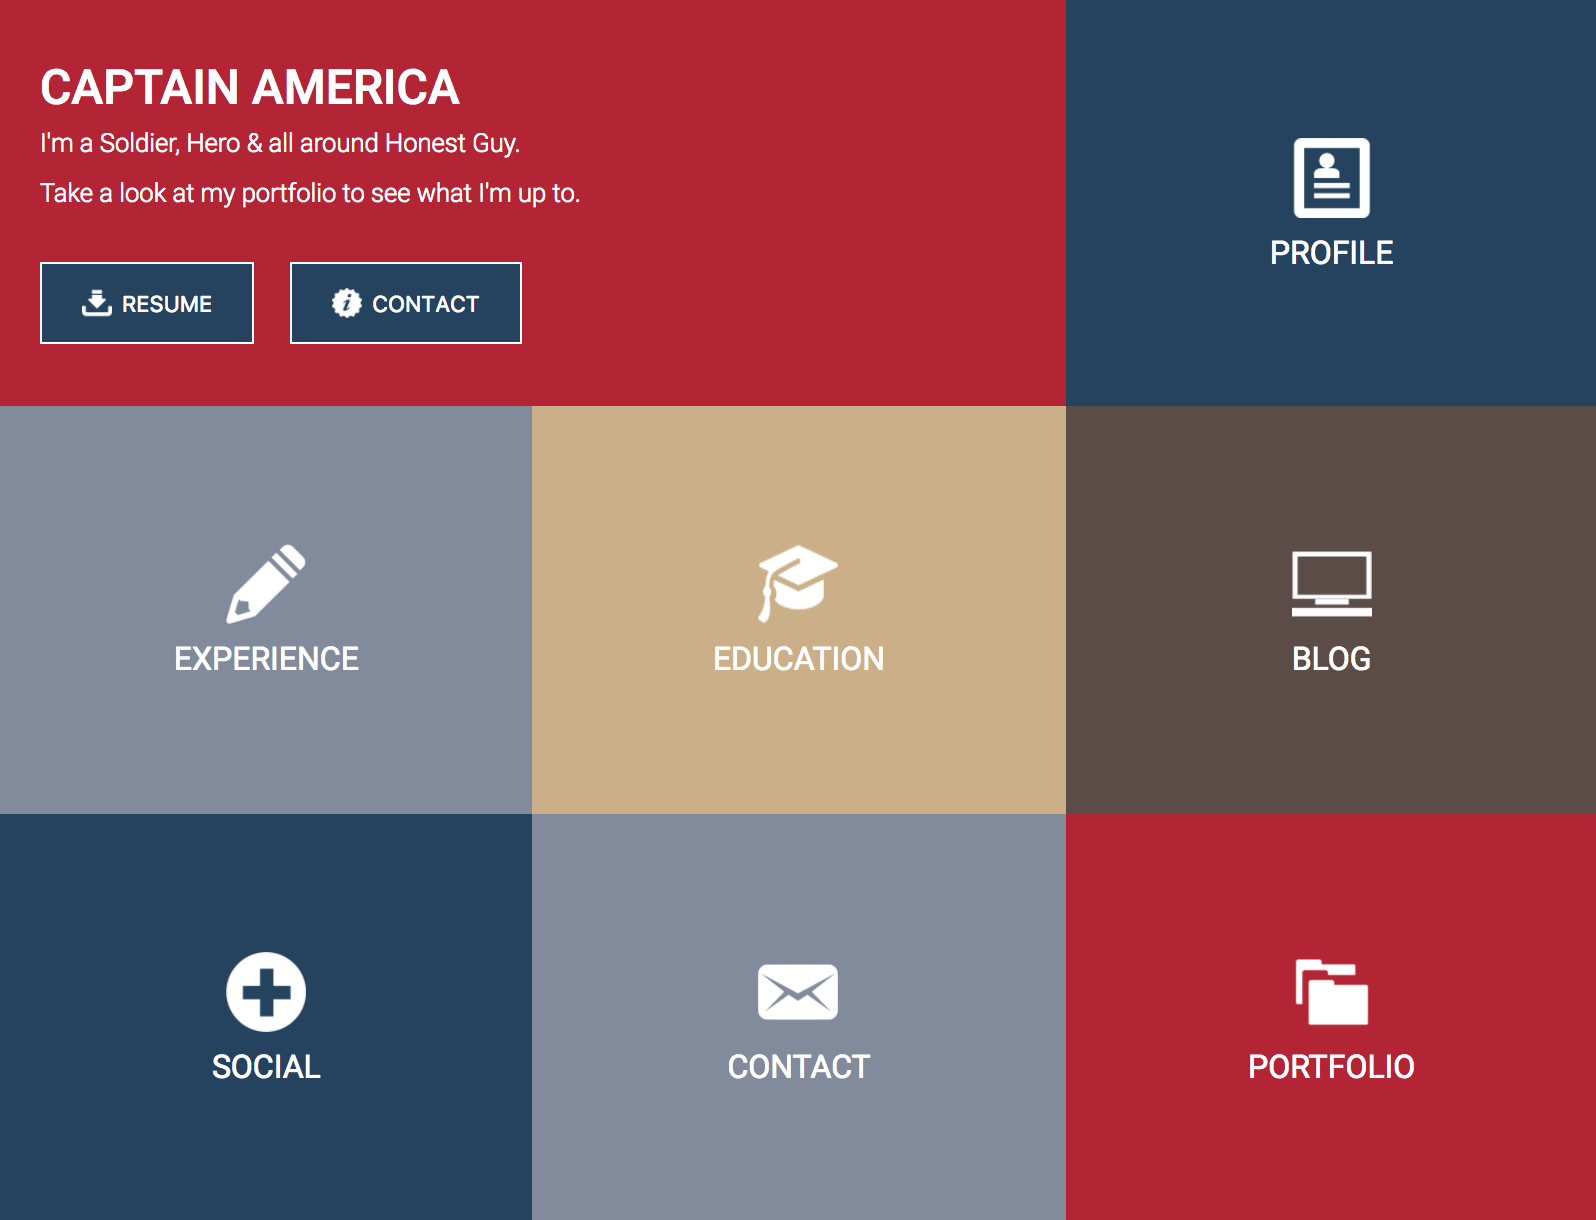 CAPTAIN AMERICA
I'm a Soldier, Hero & all around Honest Guy.
Take a look at my portfolio to see what I'm up to.
RESUME
CONTACT
PROFILE
EXPERIENCE
EDUCATION
BLOG
SOCIAL
CONTACT
PORTFOLIO